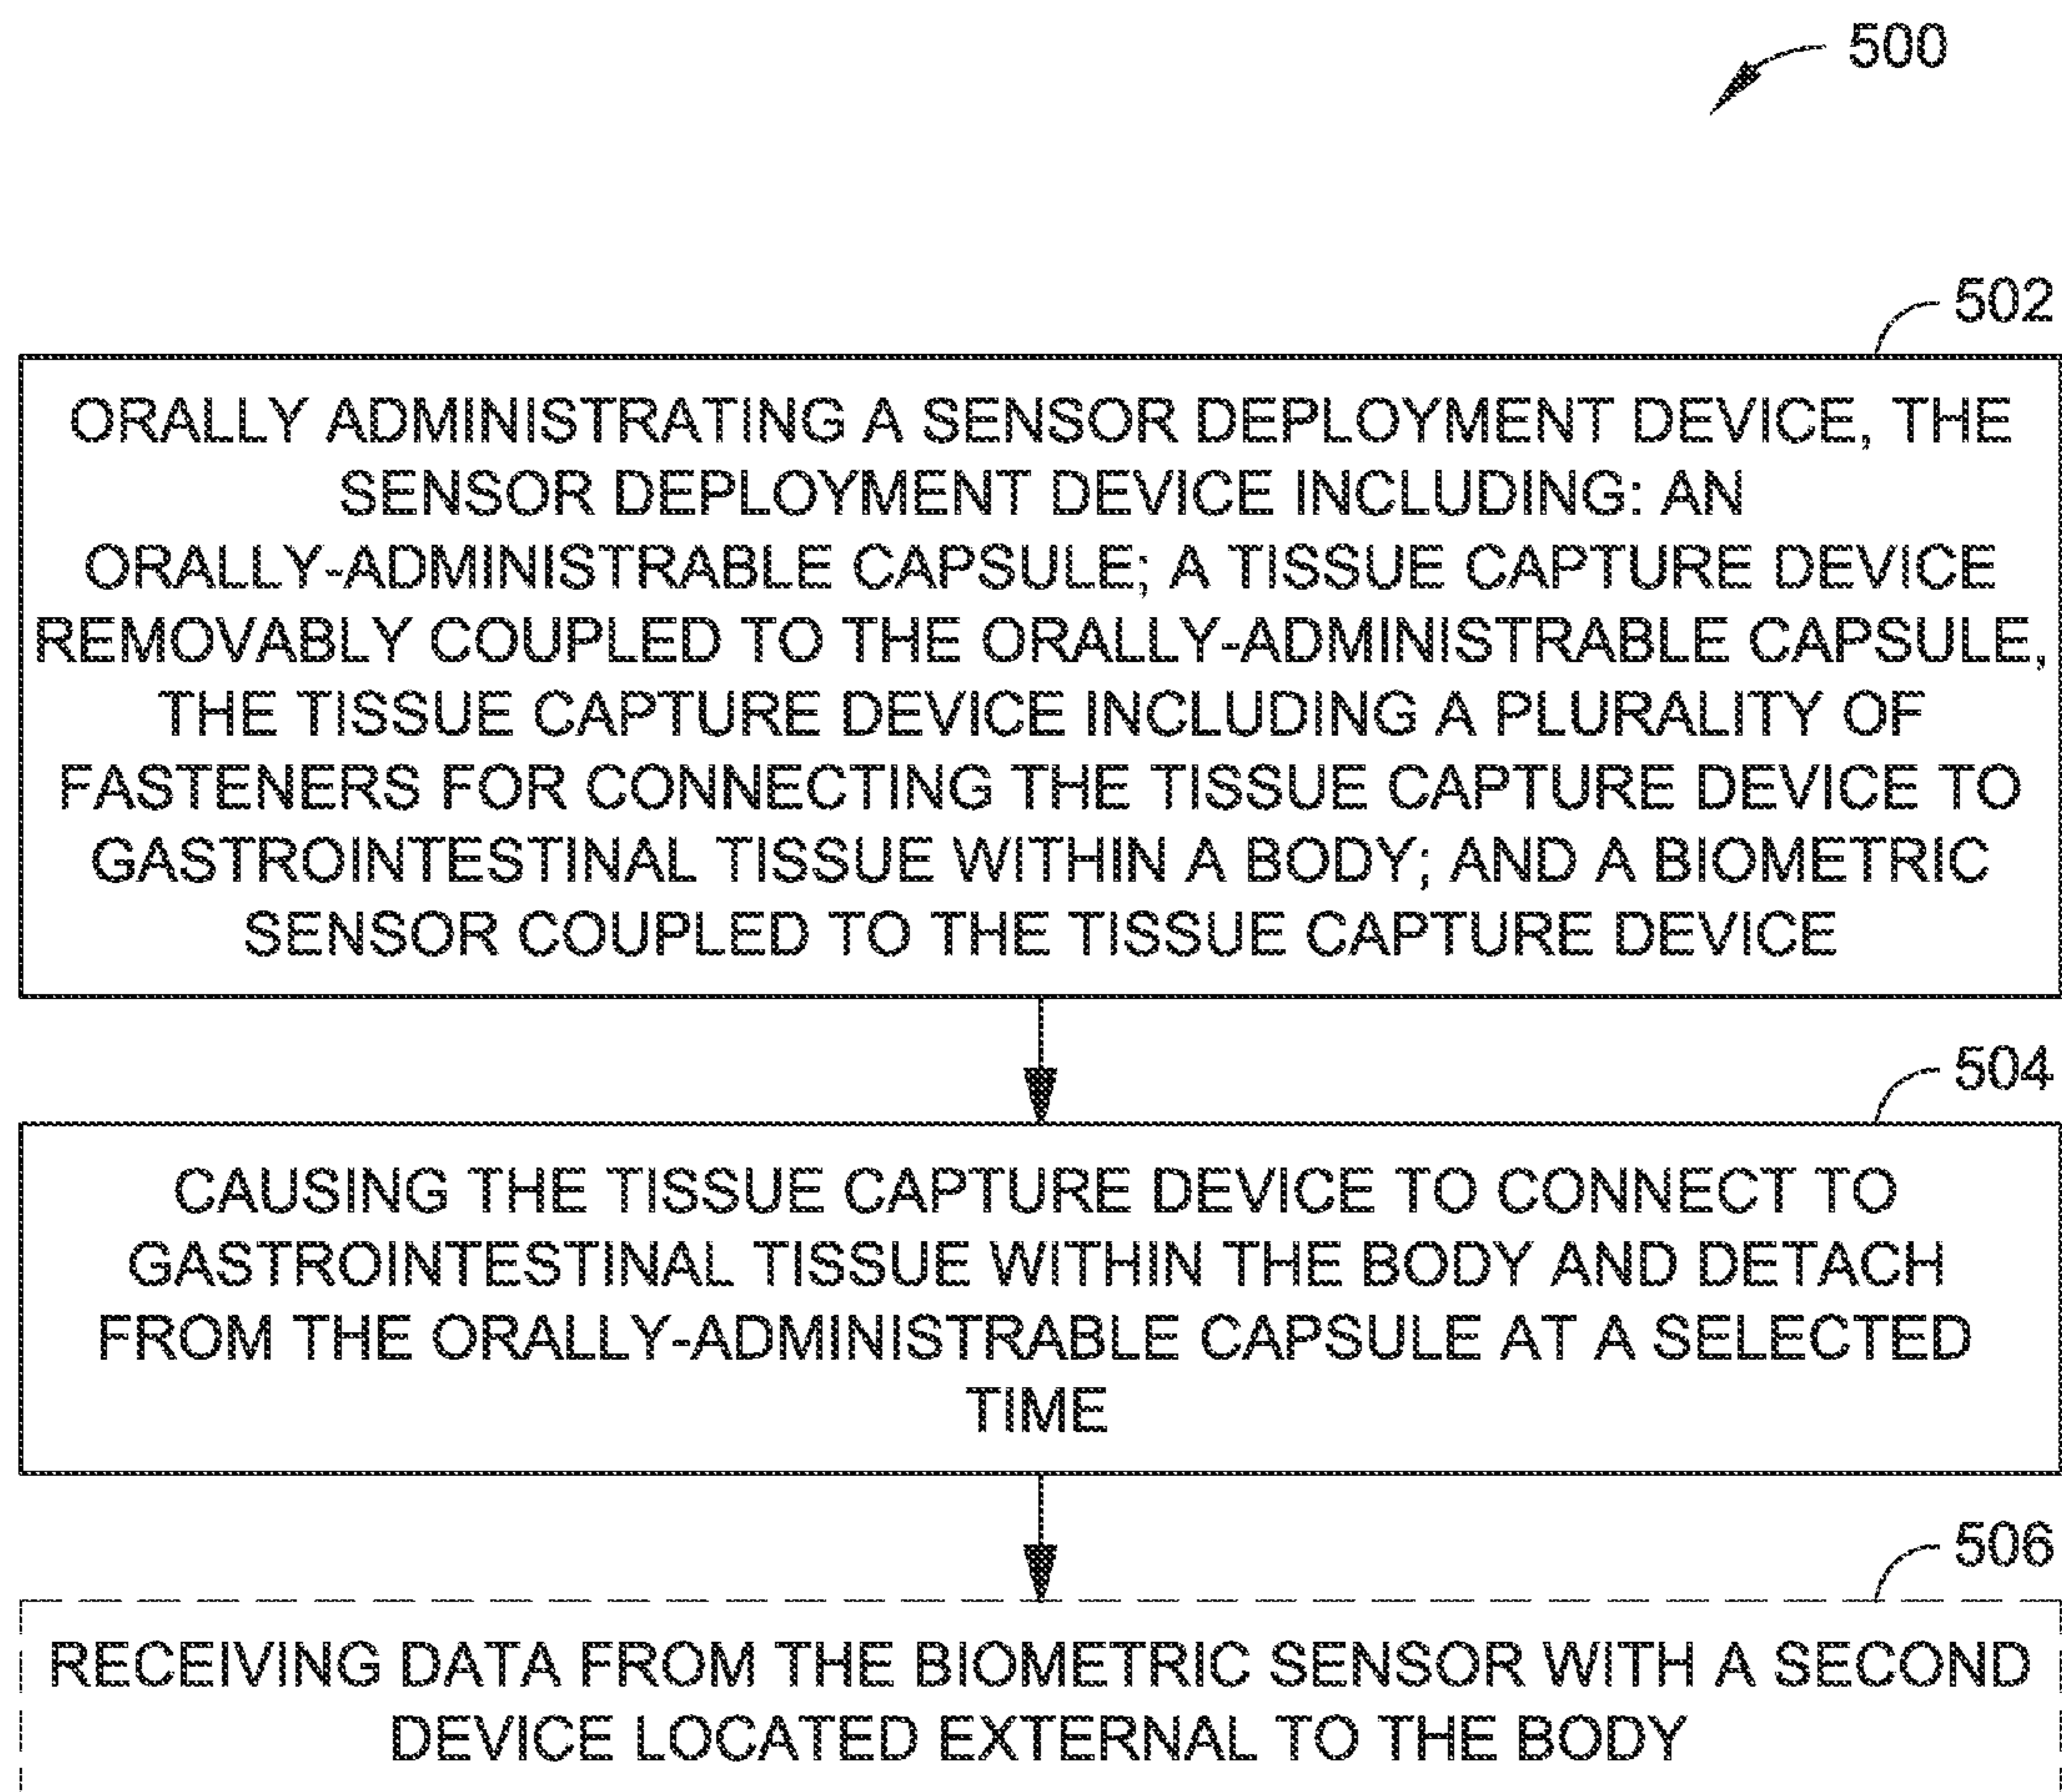 500
502
ORALLY ADMINISTRATING A SENSOR DEPLOYMENT DEVICE, THE
SENSOR DEPLOYMENT DEVICE INCLUDING: AN
ORALLY-ADMINISTRABLE CAPSULE; A TISSUE CAPTURE DEVICE
REMOVABLY COUPLED TO THE ORALLY-ADMINISTRABLE CAPSULE,
THE TISSUE CAPTURE DEVICE INCLUDING A PLURALITY OF
FASTENERS FOR CONNECTING THE TISSUE CAPTURE DEVICE TO
GASTROINTESTINAL TISSUE WITHIN A BODY; AND A BIOMETRIC
SENSOR COUPLED TO THE TISSUE CAPTURE DEVICE
504
CAUSING THE TISSUE CAPTURE DEVICE TO CONNECT TO
GASTROINTESTINAL TISSUE WITHIN THE BODY AND DETACH
FROM THE ORALLY-ADMINISTRABLE CAPSULE AT A SELECTED
TIME
506
RECEIVING DATA FROM THE BIOMETRIC SENSOR WITH A SECOND
DEVICE LOCATED EXTERNAL TO THE BODY